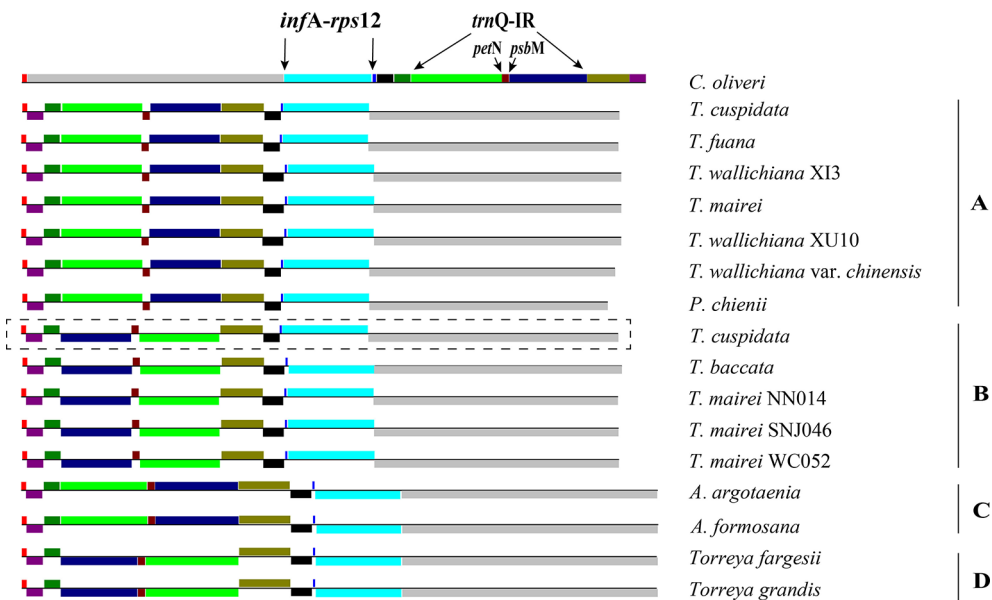 infA-rps12
trnQ-IR
petN psbM
C. oliveri
T. cuspidata
T. fuana
T. wallichiana XI3
T. mairei
A
T. wallichiana XU10
T. wallichiana var. chinensis
P. chienii
T. cuspidata
T. baccata
T. mairei NN014
B
T. mairei SNJ046
T. mairei WC052
A. argotaenia
C
A. formosana
Torreya fargesii
D
Torreya grandis